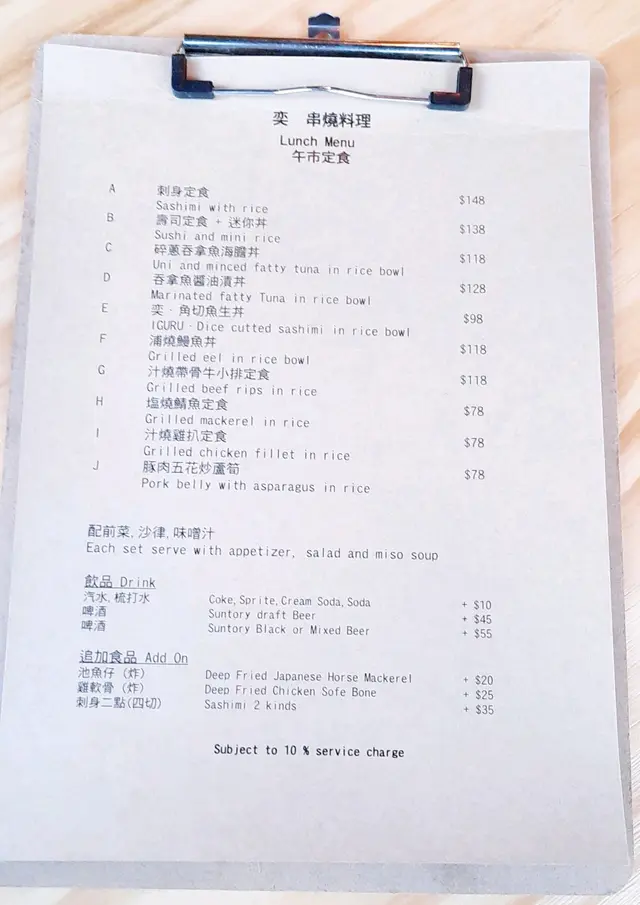 奕 串燒料理
Lunch Menu
午市定食
A 刺身定食 $148
Sashimi with rice
B 壽司定食 + 迷你丼 $138
Sushi and mini rice
C 碎蔥吞拿魚海膽丼 $118
Uni and minced fatty tuna in rice bowl
D 吞拿魚醬油漬丼 $128
Marinated fatty Tuna in rice bowl
E 奕‧角切魚生丼 $98
IGURU‧Dice cutted sashimi in rice bowl
F 浦燒鰻魚丼 $118
Grilled eel in rice bowl
G 汁燒帶骨牛小排定食 $118
Grilled beef rips in rice
H 塩燒鯖魚定食 $78
Grilled mackerel in rice
I 汁燒雞扒定食 $78
Grilled chicken fillet in rice
J 豚肉五花炒蘆筍 $78
Pork belly with asparagus in rice
配前菜,沙律,味噌汁
Each set serve with appetizer, salad and miso soup
飲品 Drink
汽水,梳打水 Coke,Sprite,Cream Soda,Soda + $10
啤酒 Suntory draft Beer + $45
啤酒 Suntory Black or Mixed Beer + $55
追加食品 Add On
池魚仔 (炸) Deep Fried Japanese Horse Mackerel + $20
雞軟骨 (炸) Deep Fried Chicken Sofe Bone + $25
刺身二點(四切) Sashimi 2 kinds + $35
Subject to 10 % service charge